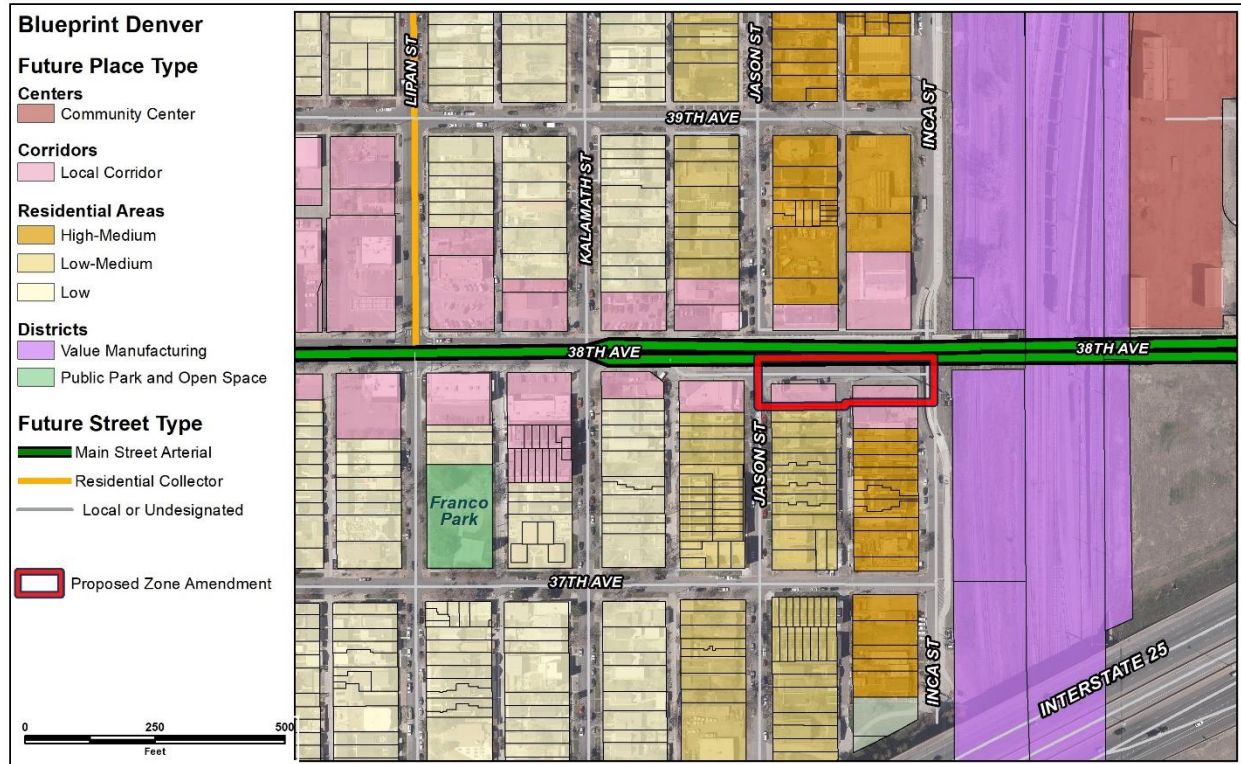 Blueprint Denver
Future Place Type
Centers
Community Center
Corridors
Local Corridor
Residential Areas
High-Medium
Low-Medium
Low
Districts
Value Manufacturing
Public Park and Open Space
Future Street Type
Main Street Arterial
Residential Collector
Local or Undesignated
Proposed Zone Amendment
0 250 500
Feet
LIPAN ST
JASON ST
INCA ST
39TH AVE
KALAMATH ST
38TH AVE
38TH AVE
Franco
Park
JASON ST
37TH AVE
INCA ST
INTERSTATE 25